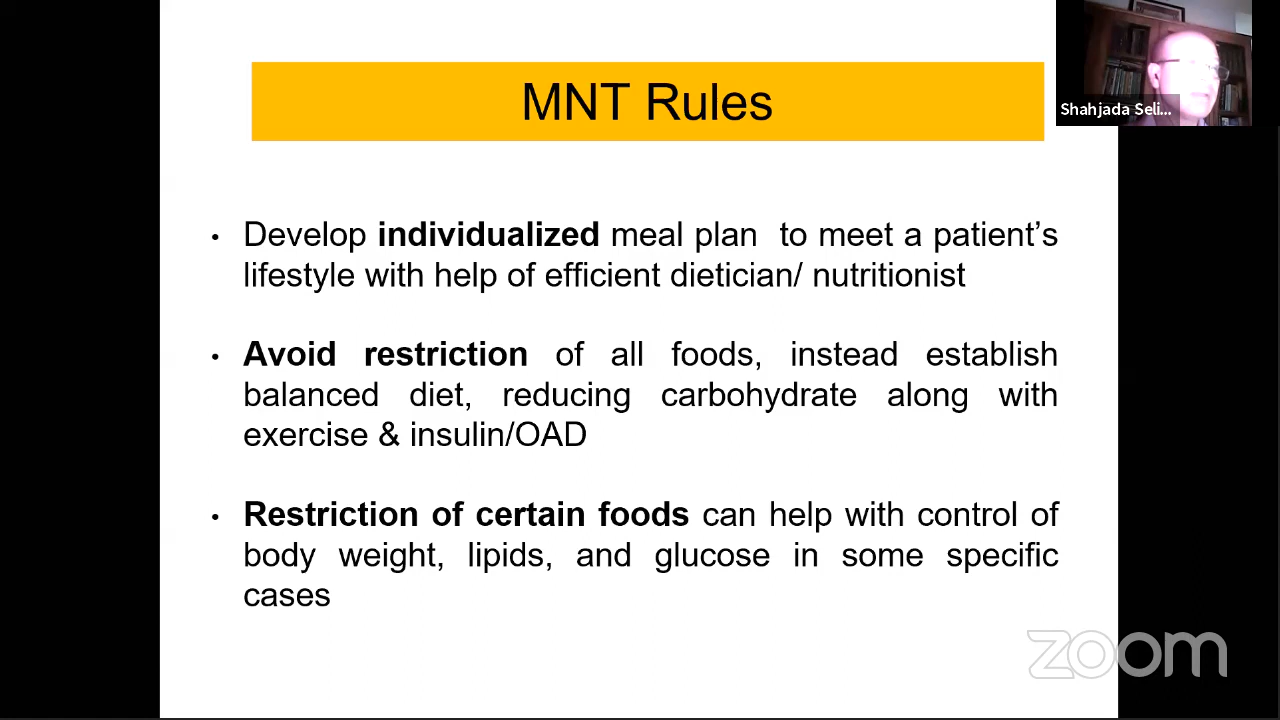 MNT Rules
Shahjada Seli...
• Develop individualized meal plan to meet a patient's
lifestyle with help of efficient dietician/ nutritionist
• Avoid restriction of all foods, instead establish
balanced diet, reducing carbohydrate along with
exercise & insulin/OAD
• Restriction of certain foods can help with control of
body weight, lipids, and glucose in some specific
cases
zoom